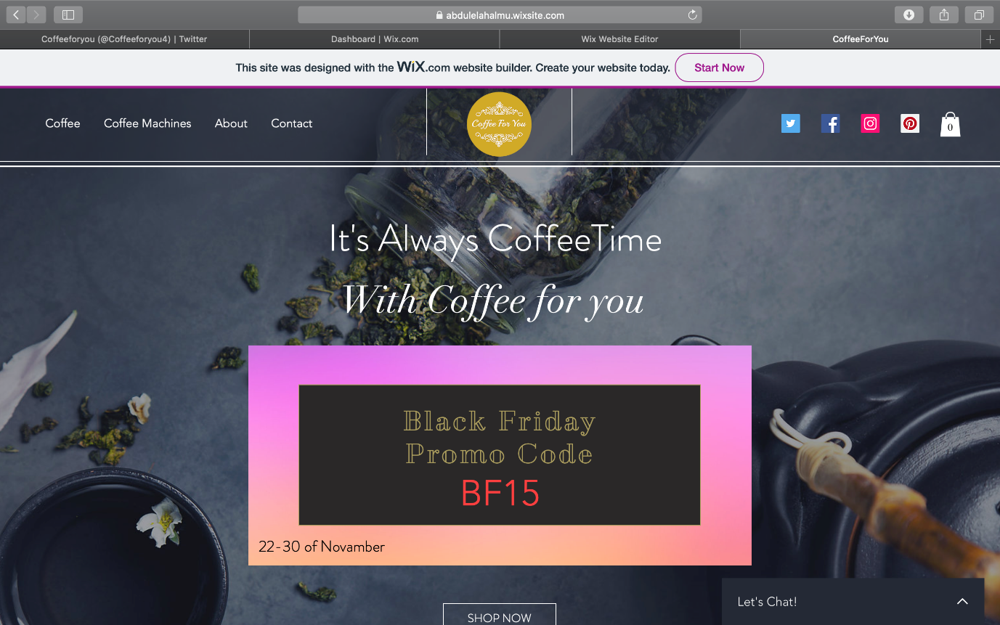 abdulelahalmu.wixsite.com
Coffeeforyou (@Coffeeforyou4) | Twitter
Dashboard | Wix.com
Wix Website Editor
CoffeeForYou
This site was designed with the WiX.com website builder. Create your website today.
Start Now
Coffee
Coffee Machines
About
Contact
Coffee For You
0
It's Always CoffeeTime
With Coffee for you
Black Friday
Promo Code
BF15
22-30 of Novamber
SHOP NOW
Let's Chat!